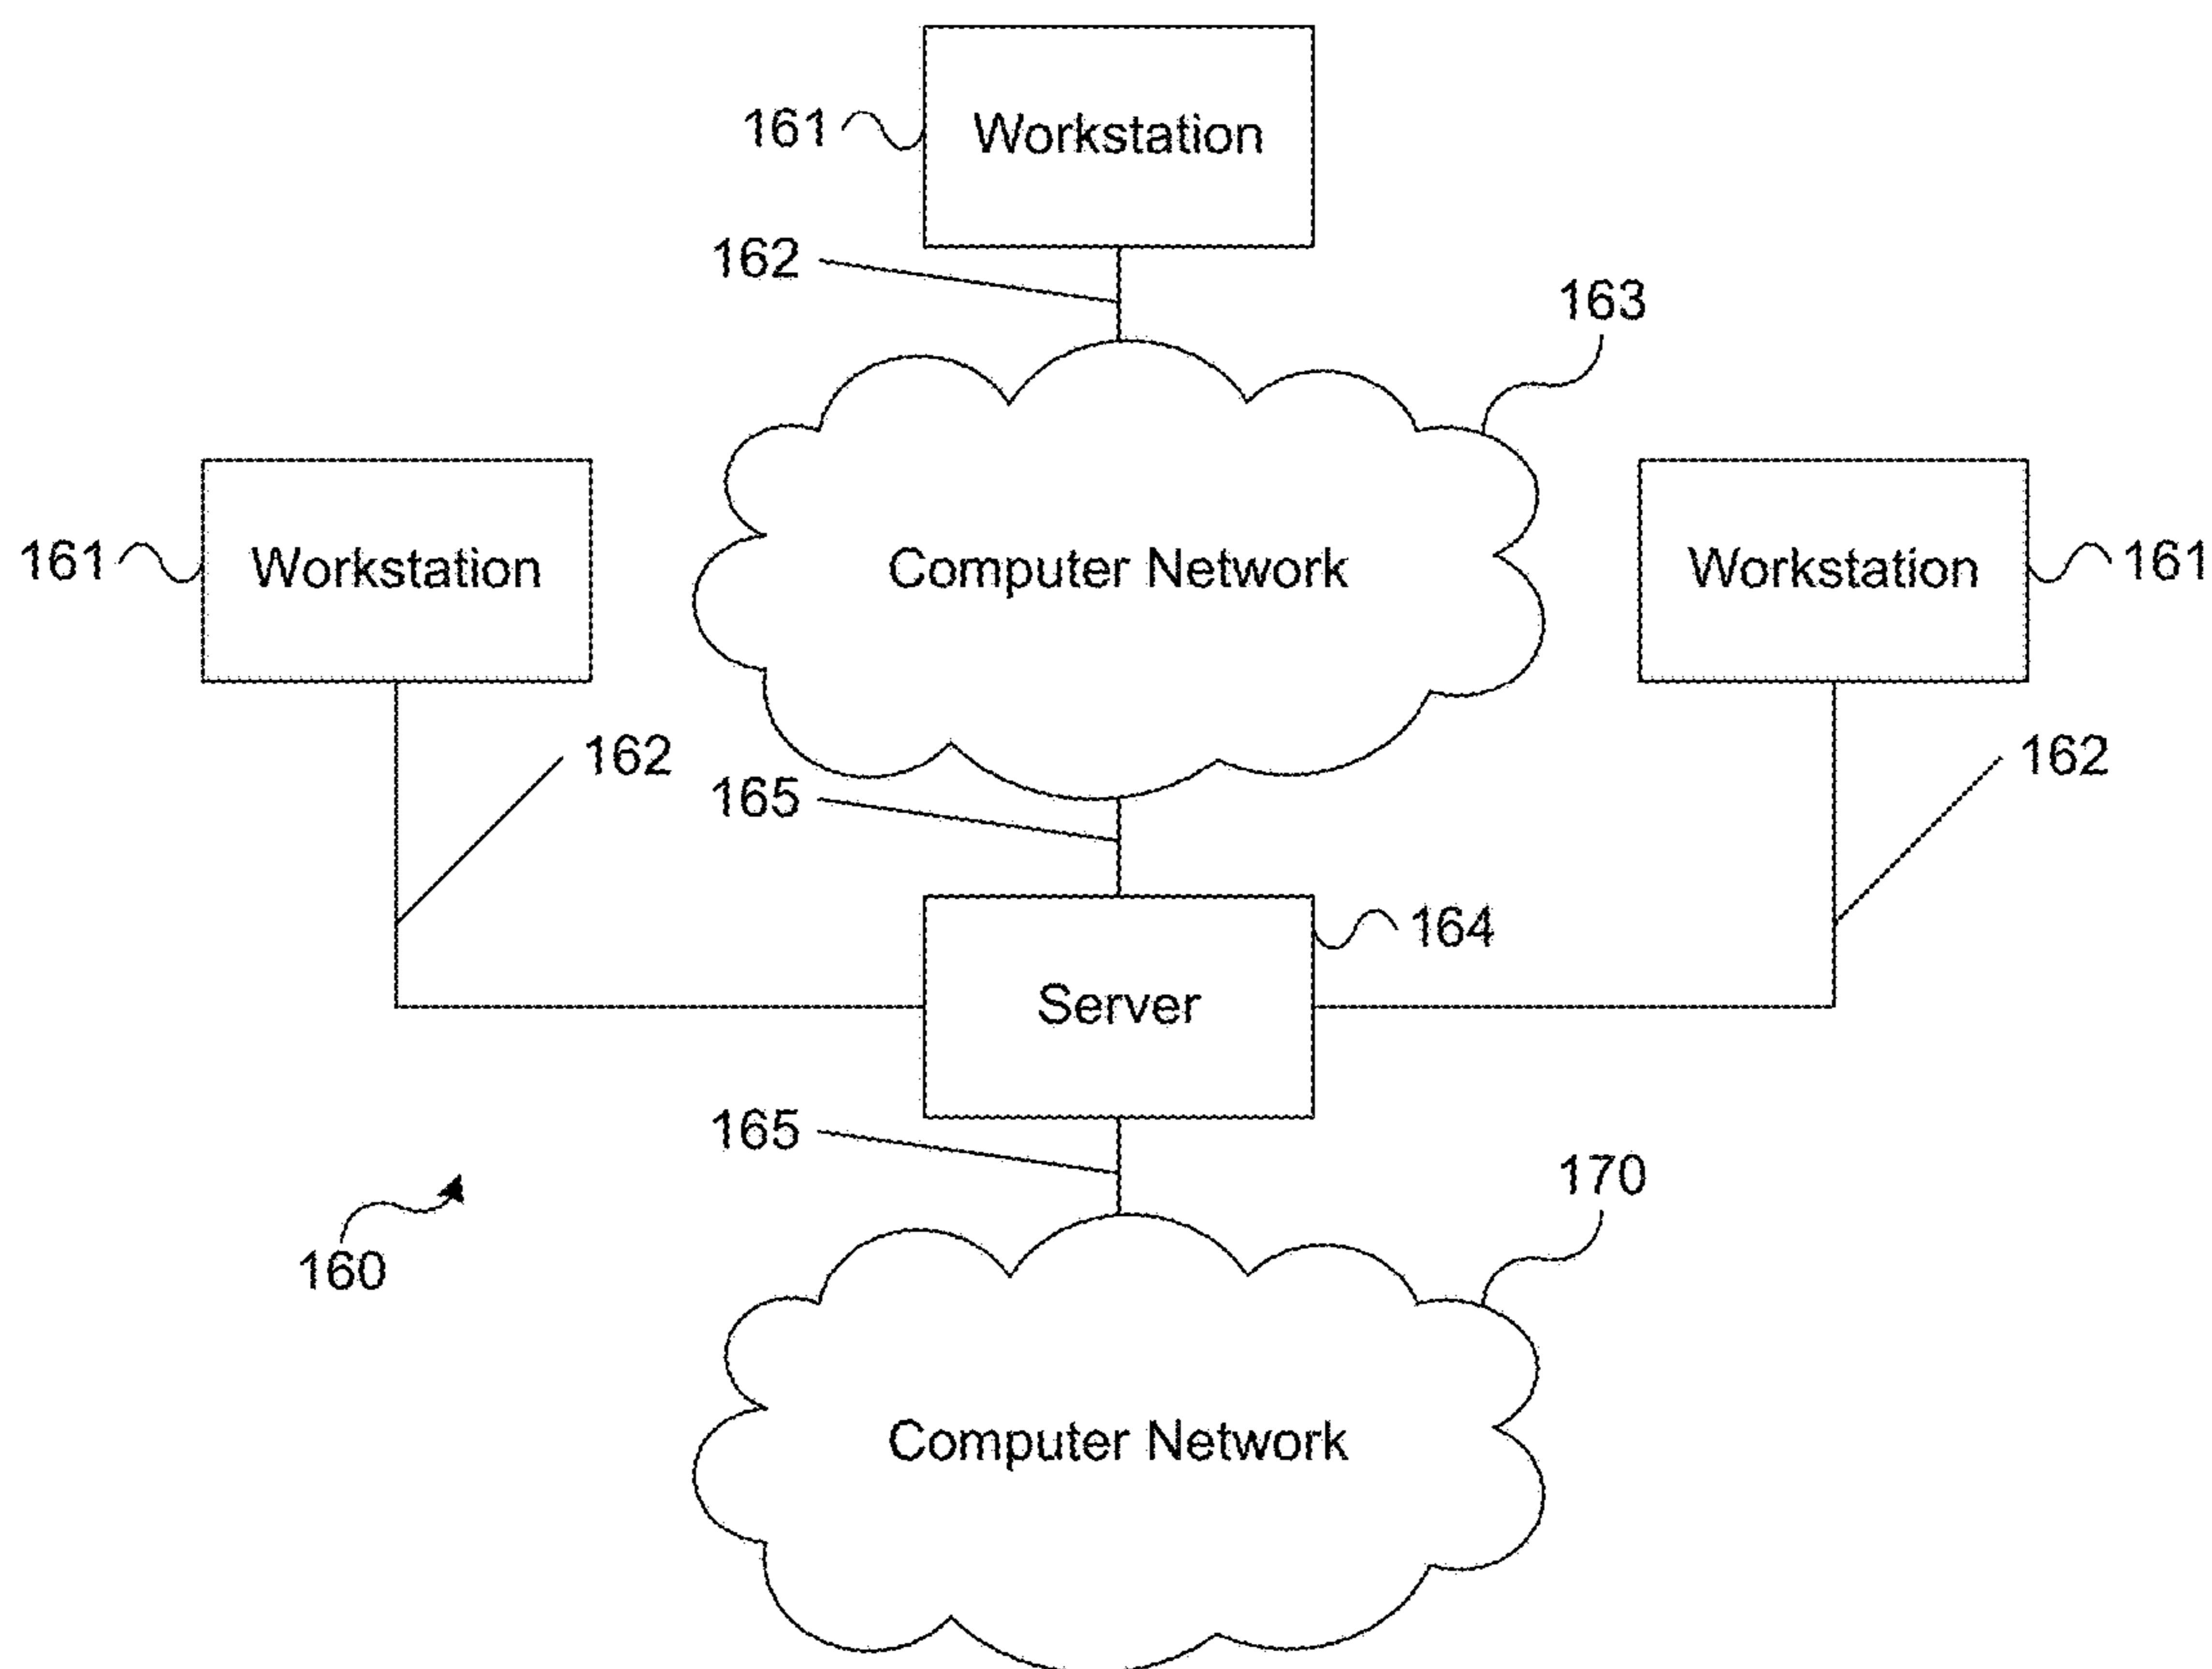 161 Workstation
162
163
161 Workstation
Computer Network
Workstation 161
162
165
162
164
Server
165
160
170
Computer Network